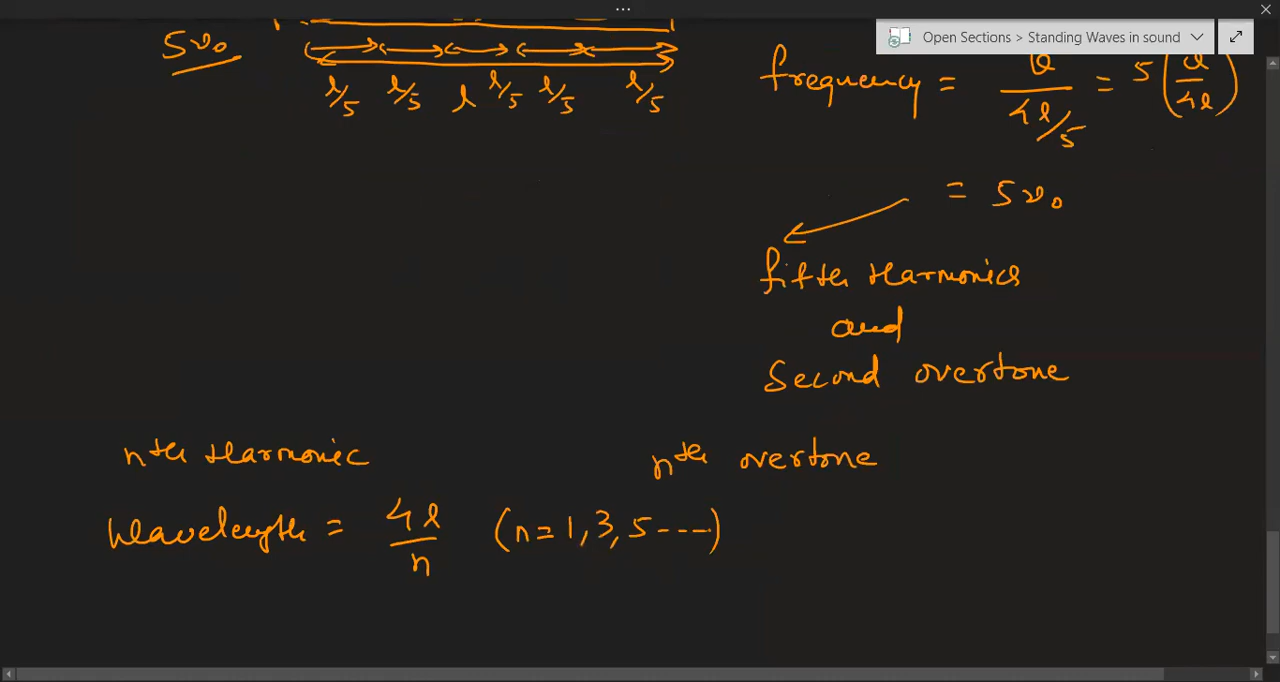 Open Sections > Standing Waves in sound
5ν₀
l/5 l/5 l l/5 l/5 l/5
frequency = v/(4l/5) = 5(v/4l)
= 5ν₀
fifth Harmonics
and
Second overtone
nth Harmonic nth overtone
Wavelength = 4l/n (n = 1, 3, 5 ----)